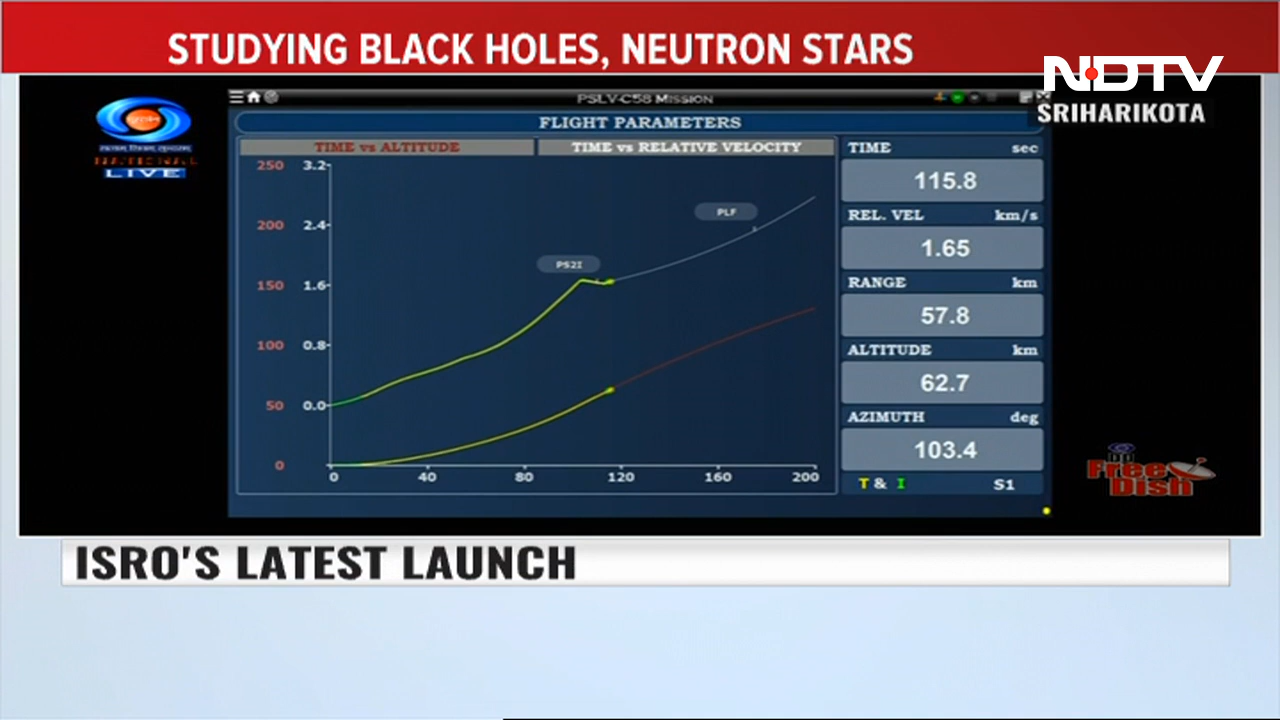 STUDYING BLACK HOLES, NEUTRON STARS
NDTV
SRIHARIKOTA
NATIONAL
LIVE
PSLV-C58 MISSION
FLIGHT PARAMETERS
TIME vs ALTITUDE
TIME vs RELATIVE VELOCITY
250 3.2
200 2.4
150 1.6
100 0.8
50 0.0
0
PLF
PS2I
0 40 80 120 160 200
TIME sec
115.8
REL. VEL km/s
1.65
RANGE km
57.8
ALTITUDE km
62.7
AZIMUTH deg
103.4
T & I S1
Free
Dish
ISRO'S LATEST LAUNCH